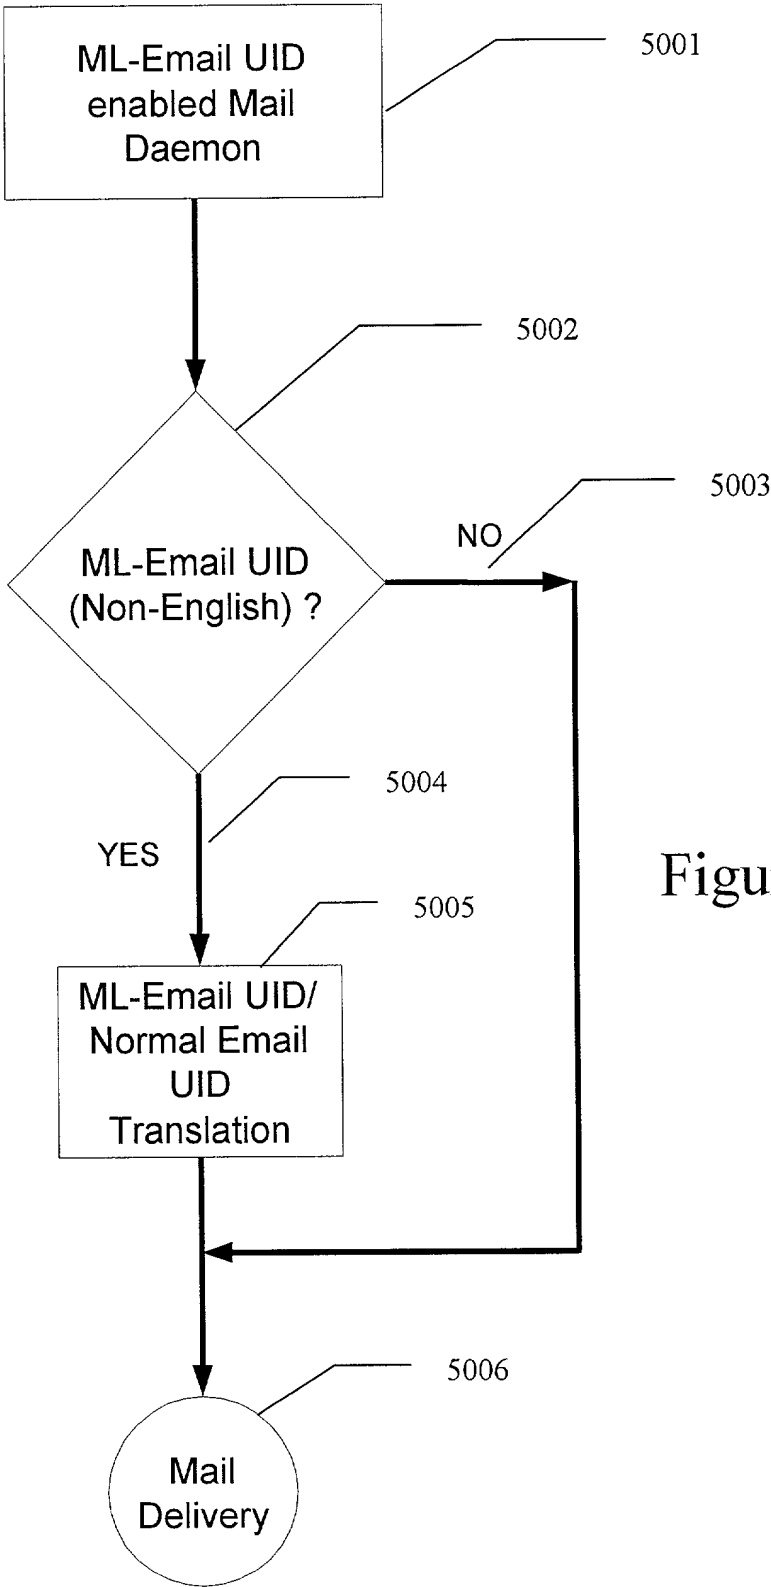 ML-Email UID
enabled Mail
Daemon
5001
5002
ML-Email UID
(Non-English) ?
NO
5003
YES
5004
5005
ML-Email UID/
Normal Email
UID
Translation
Figu
5006
Mail
Delivery